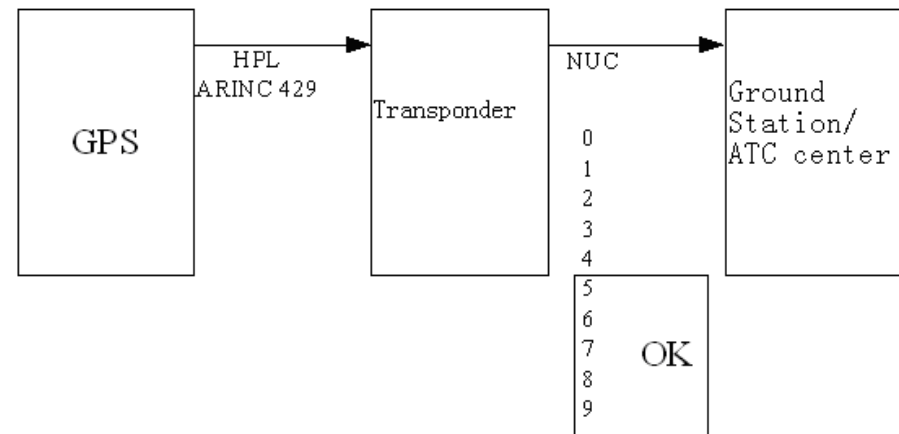 GPS
HPL
ARINC 429
Transponder
NUC
0
1
2
3
4
5
6
7
8
9
OK
Ground
Station/
ATC center